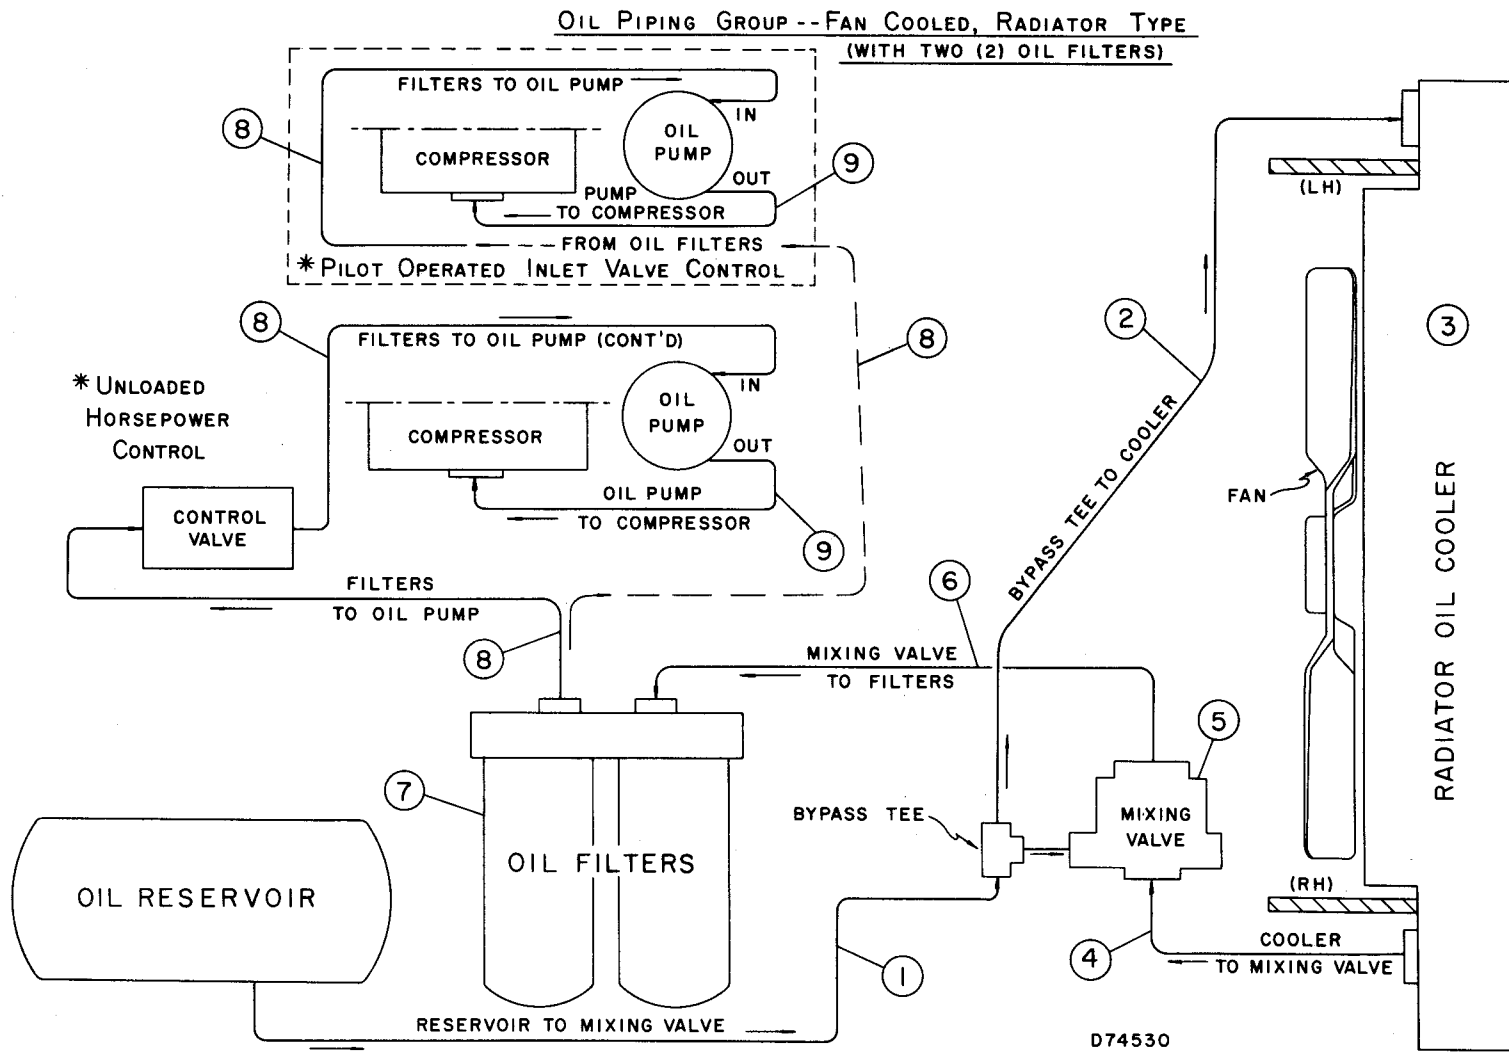 OIL PIPING GROUP -- FAN COOLED, RADIATOR TYPE
(WITH TWO (2) OIL FILTERS)
FILTERS TO OIL PUMP
8
IN
OIL
PUMP
COMPRESSOR
OUT
9
PUMP
TO COMPRESSOR
FROM OIL FILTERS
* PILOT OPERATED INLET VALVE CONTROL
(LH)
8
FILTERS TO OIL PUMP (CONT'D)
8
2
3
* UNLOADED
HORSEPOWER
CONTROL
IN
OIL
PUMP
COMPRESSOR
OUT
OIL PUMP
TO COMPRESSOR
9
CONTROL
VALVE
FAN
BYPASS TEE TO COOLER
RADIATOR OIL COOLER
FILTERS
TO OIL PUMP
6
8
MIXING VALVE
TO FILTERS
5
7
BYPASS TEE
MIXING
VALVE
OIL FILTERS
OIL RESERVOIR
(RH)
COOLER
TO MIXING VALVE
4
1
RESERVOIR TO MIXING VALVE
D74530